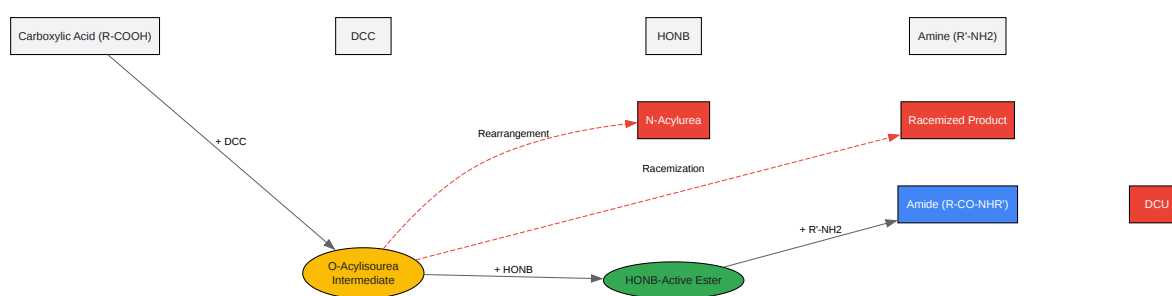 Carboxylic Acid (R-COOH)
DCC
HONB
Amine (R'-NH2)
N-Acylurea
Racemized Product
Rearrangement
+ DCC
Racemization
Amide (R-CO-NHR')
DCU
+ R'-NH2
O-Acylisourea
Intermediate
+ HONB
HONB-Active Ester